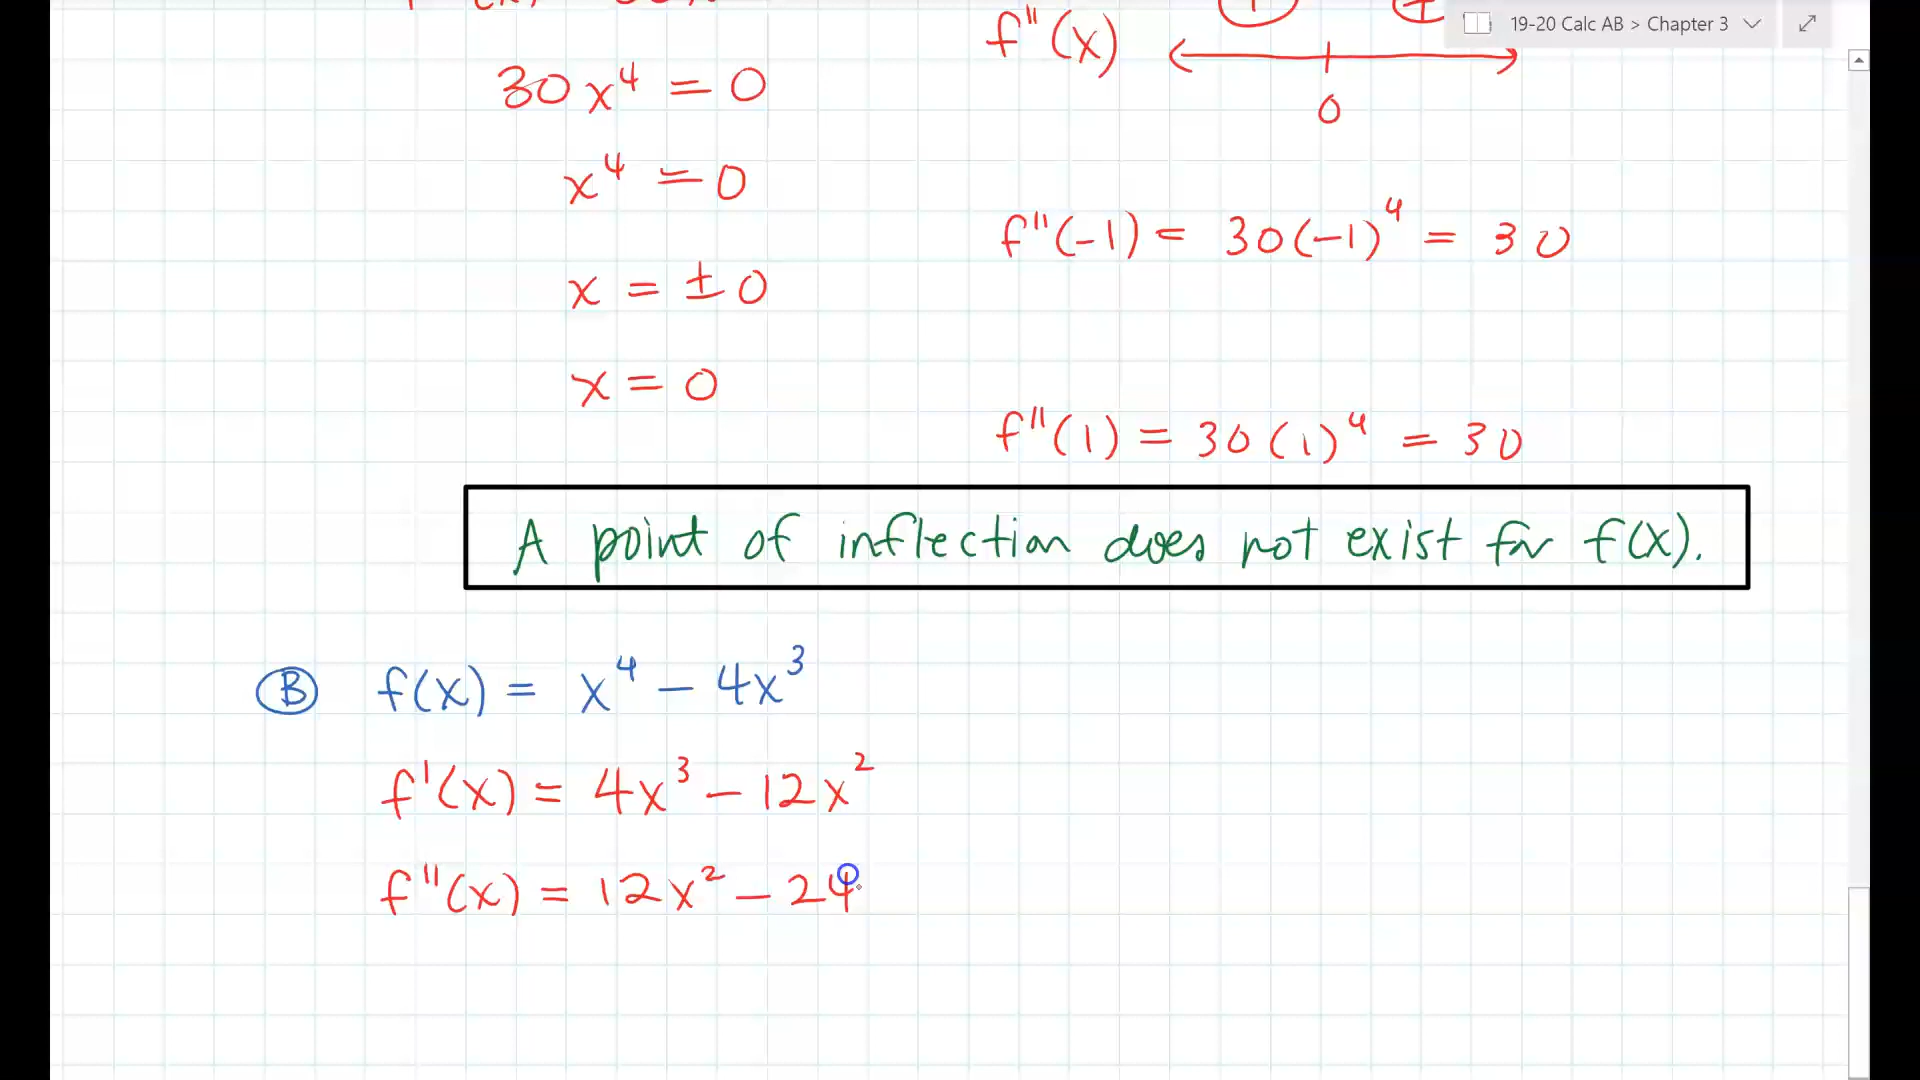 19-20 Calc AB > Chapter 3
f''(x)
0
30x⁴ = 0
x⁴ = 0
f''(-1) = 30(-1)⁴ = 30
x = ±0
x = 0
f''(1) = 30(1)⁴ = 30
A point of inflection does not exist for f(x).
Ⓑ f(x) = x⁴ - 4x³
f'(x) = 4x³ - 12x²
f''(x) = 12x² - 24